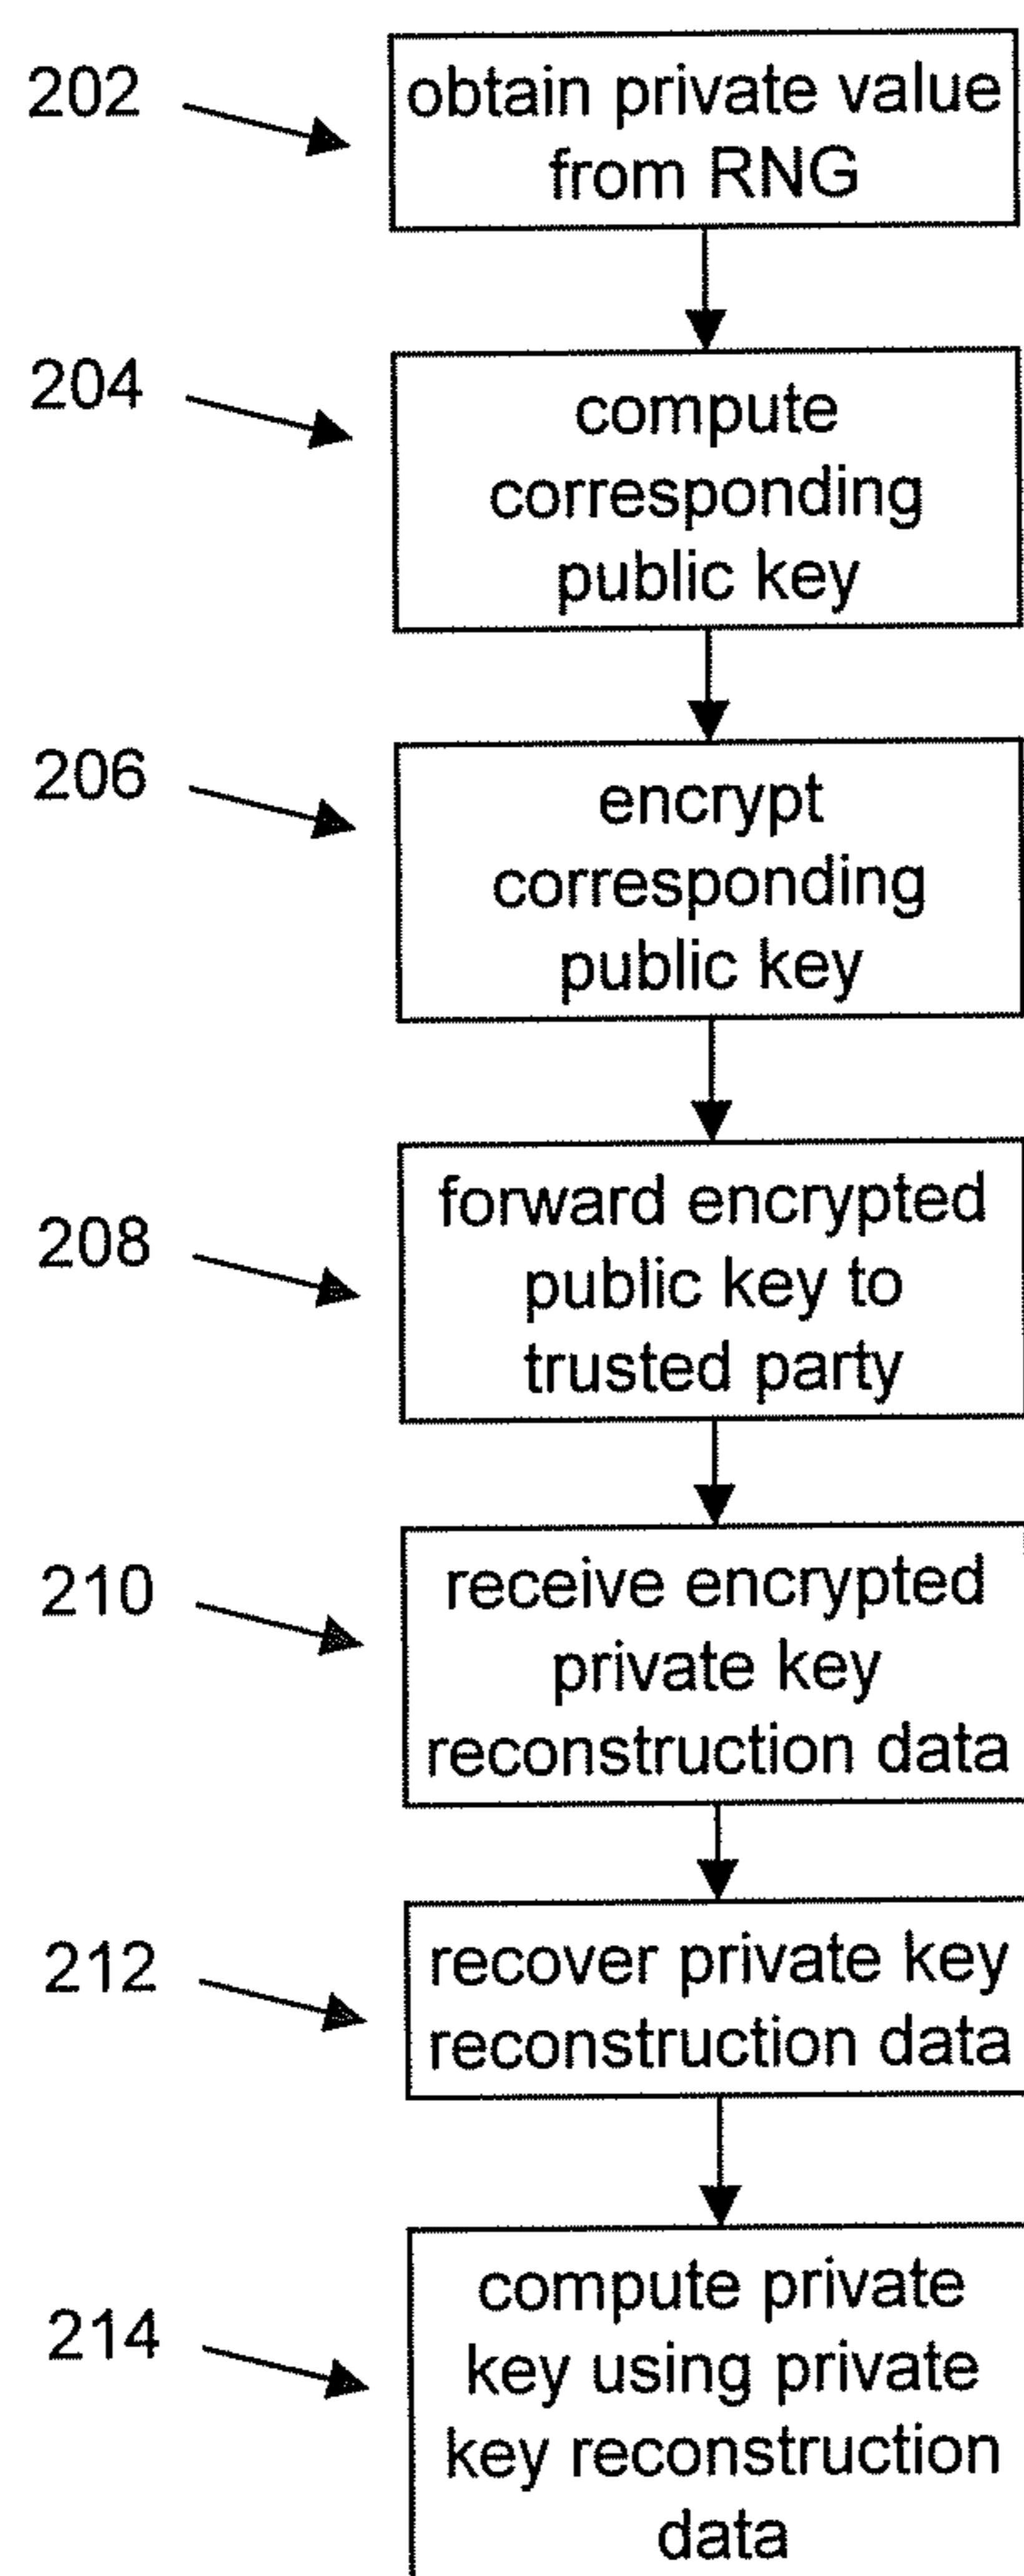 202
obtain private value
from RNG
204
compute
corresponding
public key
206
encrypt
corresponding
public key
208
forward encrypted
public key to
trusted party
210
receive encrypted
private key
reconstruction data
212
recover private key
reconstruction data
214
compute private
key using private
key reconstruction
data